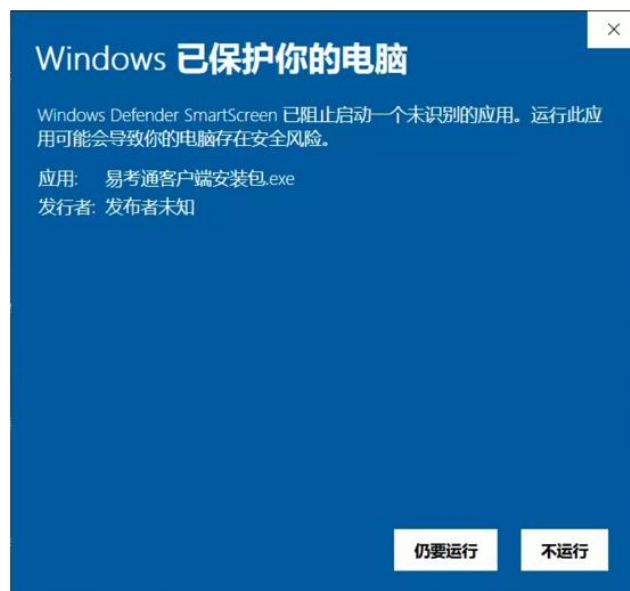 Windows 已保护你的电脑
Windows Defender SmartScreen 已阻止启动一个未识别的应用。运行此应
用可能会导致你的电脑存在安全风险。
应用: 易考通客户端安装包.exe
发行者: 发布者未知
仍要运行 不运行